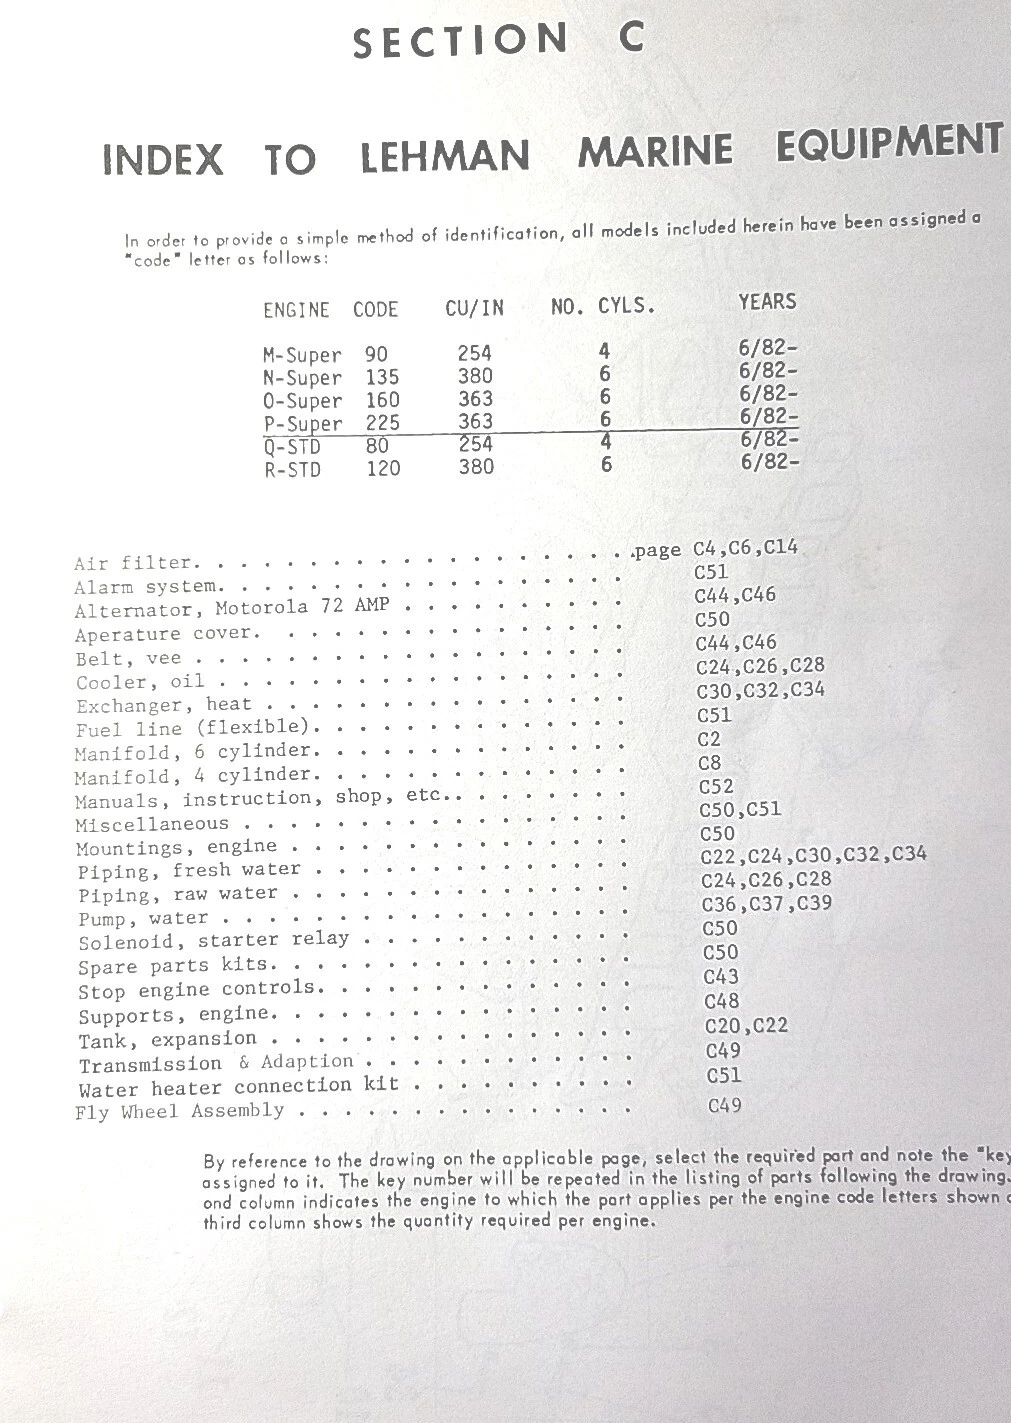 SECTION C
INDEX TO LEHMAN MARINE EQUIPMENT
In order to provide a simple method of identification, all models included herein have been assigned a
"code" letter as follows:
ENGINE CODE CU/IN NO. CYLS. YEARS
M-Super 90 254 4 6/82-
N-Super 135 380 6 6/82-
O-Super 160 363 6 6/82-
P-Super 225 363 6 6/82-
Q-STD 80 254 4 6/82-
R-STD 120 380 6 6/82-
Air filter. . . . . . . . . . . . . . . . . . . .page C4,C6,C14
Alarm system. . . . . . . . . . . . . . . . . . . C51
Alternator, Motorola 72 AMP . . . . . . . . . . C44,C46
Aperature cover. . . . . . . . . . . . . . . . . C50
Belt, vee . . . . . . . . . . . . . . . . . . . C44,C46
Cooler, oil . . . . . . . . . . . . . . . . . . C24,C26,C28
Exchanger, heat . . . . . . . . . . . . . . . . C30,C32,C34
Fuel line (flexible). . . . . . . . . . . . . . C51
Manifold, 6 cylinder. . . . . . . . . . . . . . C2
Manifold, 4 cylinder. . . . . . . . . . . . . . C8
Manuals, instruction, shop, etc.. . . . . . . . C52
Miscellaneous . . . . . . . . . . . . . . . . . C50,C51
Mountings, engine . . . . . . . . . . . . . . . C50
Piping, fresh water . . . . . . . . . . . . . . C22,C24,C30,C32,C34
Piping, raw water . . . . . . . . . . . . . . . C24,C26,C28
Pump, water . . . . . . . . . . . . . . . . . . C36,C37,C39
Solenoid, starter relay . . . . . . . . . . . . C50
Spare parts kits. . . . . . . . . . . . . . . . C50
Stop engine controls. . . . . . . . . . . . . . C43
Supports, engine. . . . . . . . . . . . . . . . C48
Tank, expansion . . . . . . . . . . . . . . . . C20,C22
Transmission & Adaption . . . . . . . . . . . . C49
Water heater connection kit . . . . . . . . . . C51
Fly Wheel Assembly . . . . . . . . . . . . . . . C49
By reference to the drawing on the applicable page, select the required part and note the "key
assigned to it. The key number will be repeated in the listing of parts following the drawing.
ond column indicates the engine to which the part applies per the engine code letters shown
third column shows the quantity required per engine.